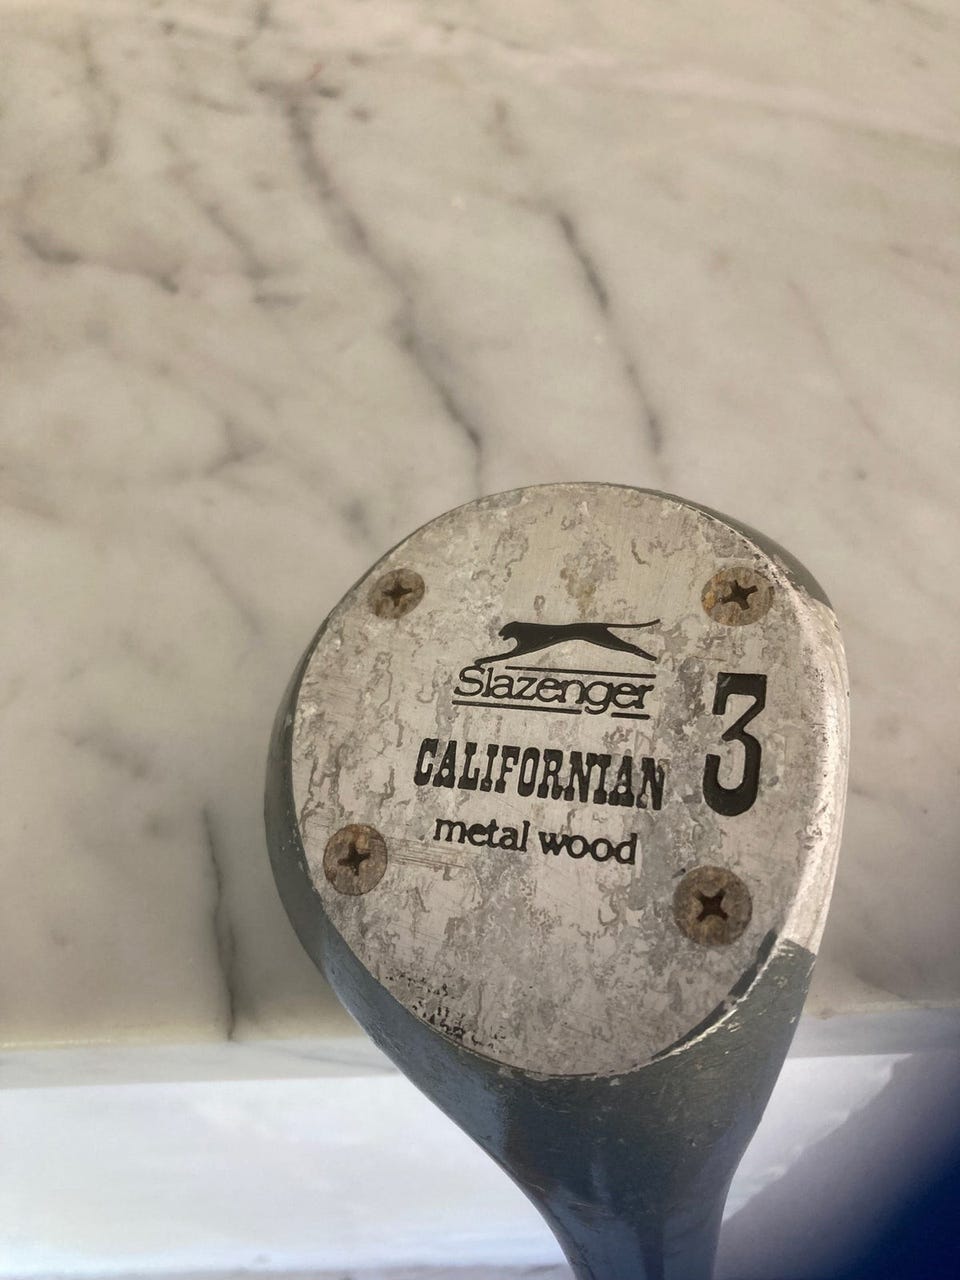 Slazenger
CALIFORNIAN
metal wood
3